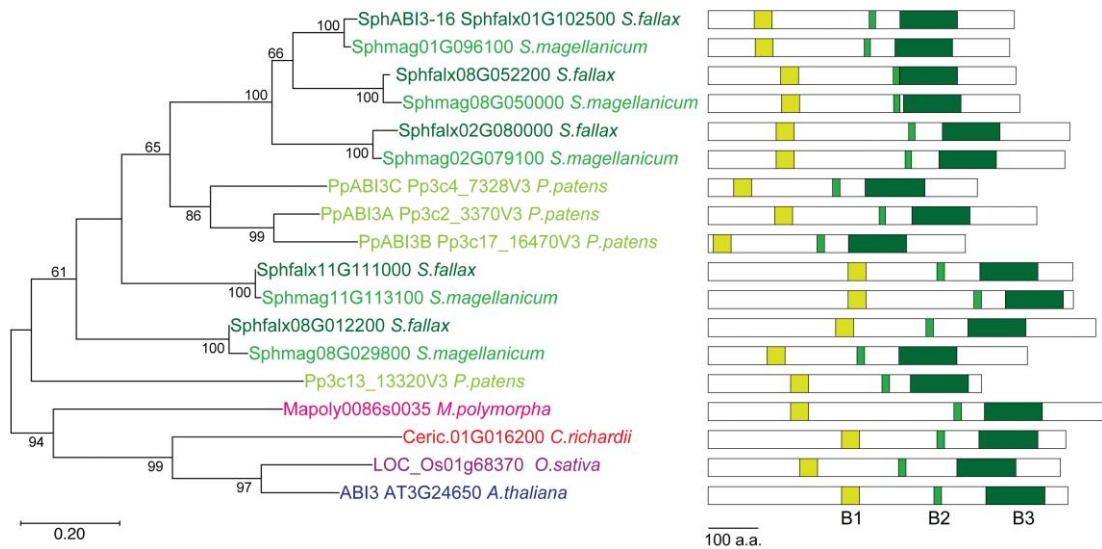 SphABI3-16 Sphfalx01G102500 S.fallax
100
Sphmag01G096100 S.magellanicum
66
Sphfalx08G052200 S.fallax
100
100
Sphmag08G050000 S.magellanicum
Sphfalx02G080000 S.fallax
65
100
Sphmag02G079100 S.magellanicum
PpABI3C Pp3c4_7328V3 P.patens
86
PpABI3A Pp3c2_3370V3 P.patens
99
PpABI3B Pp3c17_16470V3 P.patens
61
Sphfalx11G111000 S.fallax
100
Sphmag11G113100 S.magellanicum
Sphfalx08G012200 S.fallax
100
Sphmag08G029800 S.magellanicum
Pp3c13_13320V3 P.patens
Mapoly0086s0035 M.polymorpha
94
Ceric.01G016200 C.richardii
99
LOC_Os01g68370 O.sativa
97
ABI3 AT3G24650 A.thaliana
B1 B2 B3
0.20
100 a.a.